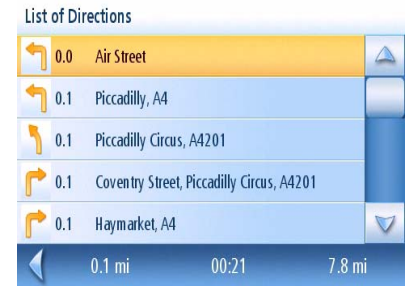 List of Directions
0.0 Air Street
0.1 Piccadilly, A4
0.1 Piccadilly Circus, A4201
0.1 Coventry Street, Piccadilly Circus, A4201
0.1 Haymarket, A4
0.1 mi 00:21 7.8 mi